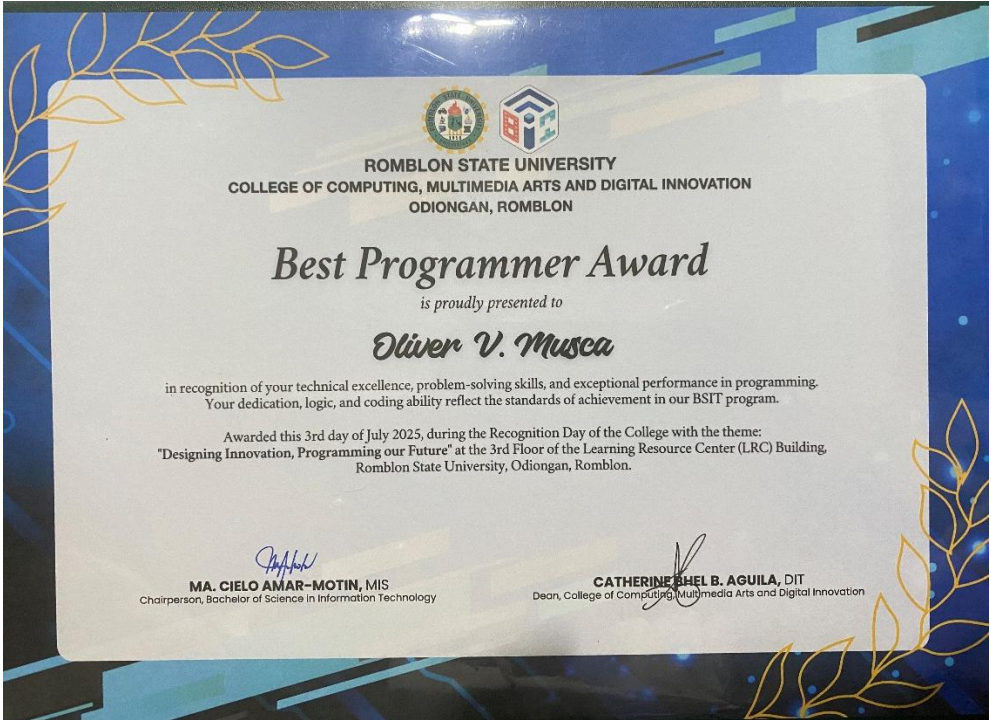 ROMBLON STATE UNIVERSITY
COLLEGE OF COMPUTING, MULTIMEDIA ARTS AND DIGITAL INNOVATION
ODIONGAN, ROMBLON
Best Programmer Award
is proudly presented to
Oliver V. Musca
in recognition of your technical excellence, problem-solving skills, and exceptional performance in programming.
Your dedication, logic, and coding ability reflect the standards of achievement in our BSIT program.
Awarded this 3rd day of July 2025, during the Recognition Day of the College with the theme:
"Designing Innovation, Programming our Future" at the 3rd Floor of the Learning Resource Center (LRC) Building,
Romblon State University, Odiongan, Romblon.
MA. CIELO AMAR-MOTIN, MIS
Chairperson, Bachelor of Science in Information Technology
CATHERINE BHEL B. AGUILA, DIT
Dean, College of Computing, Multimedia Arts and Digital Innovation